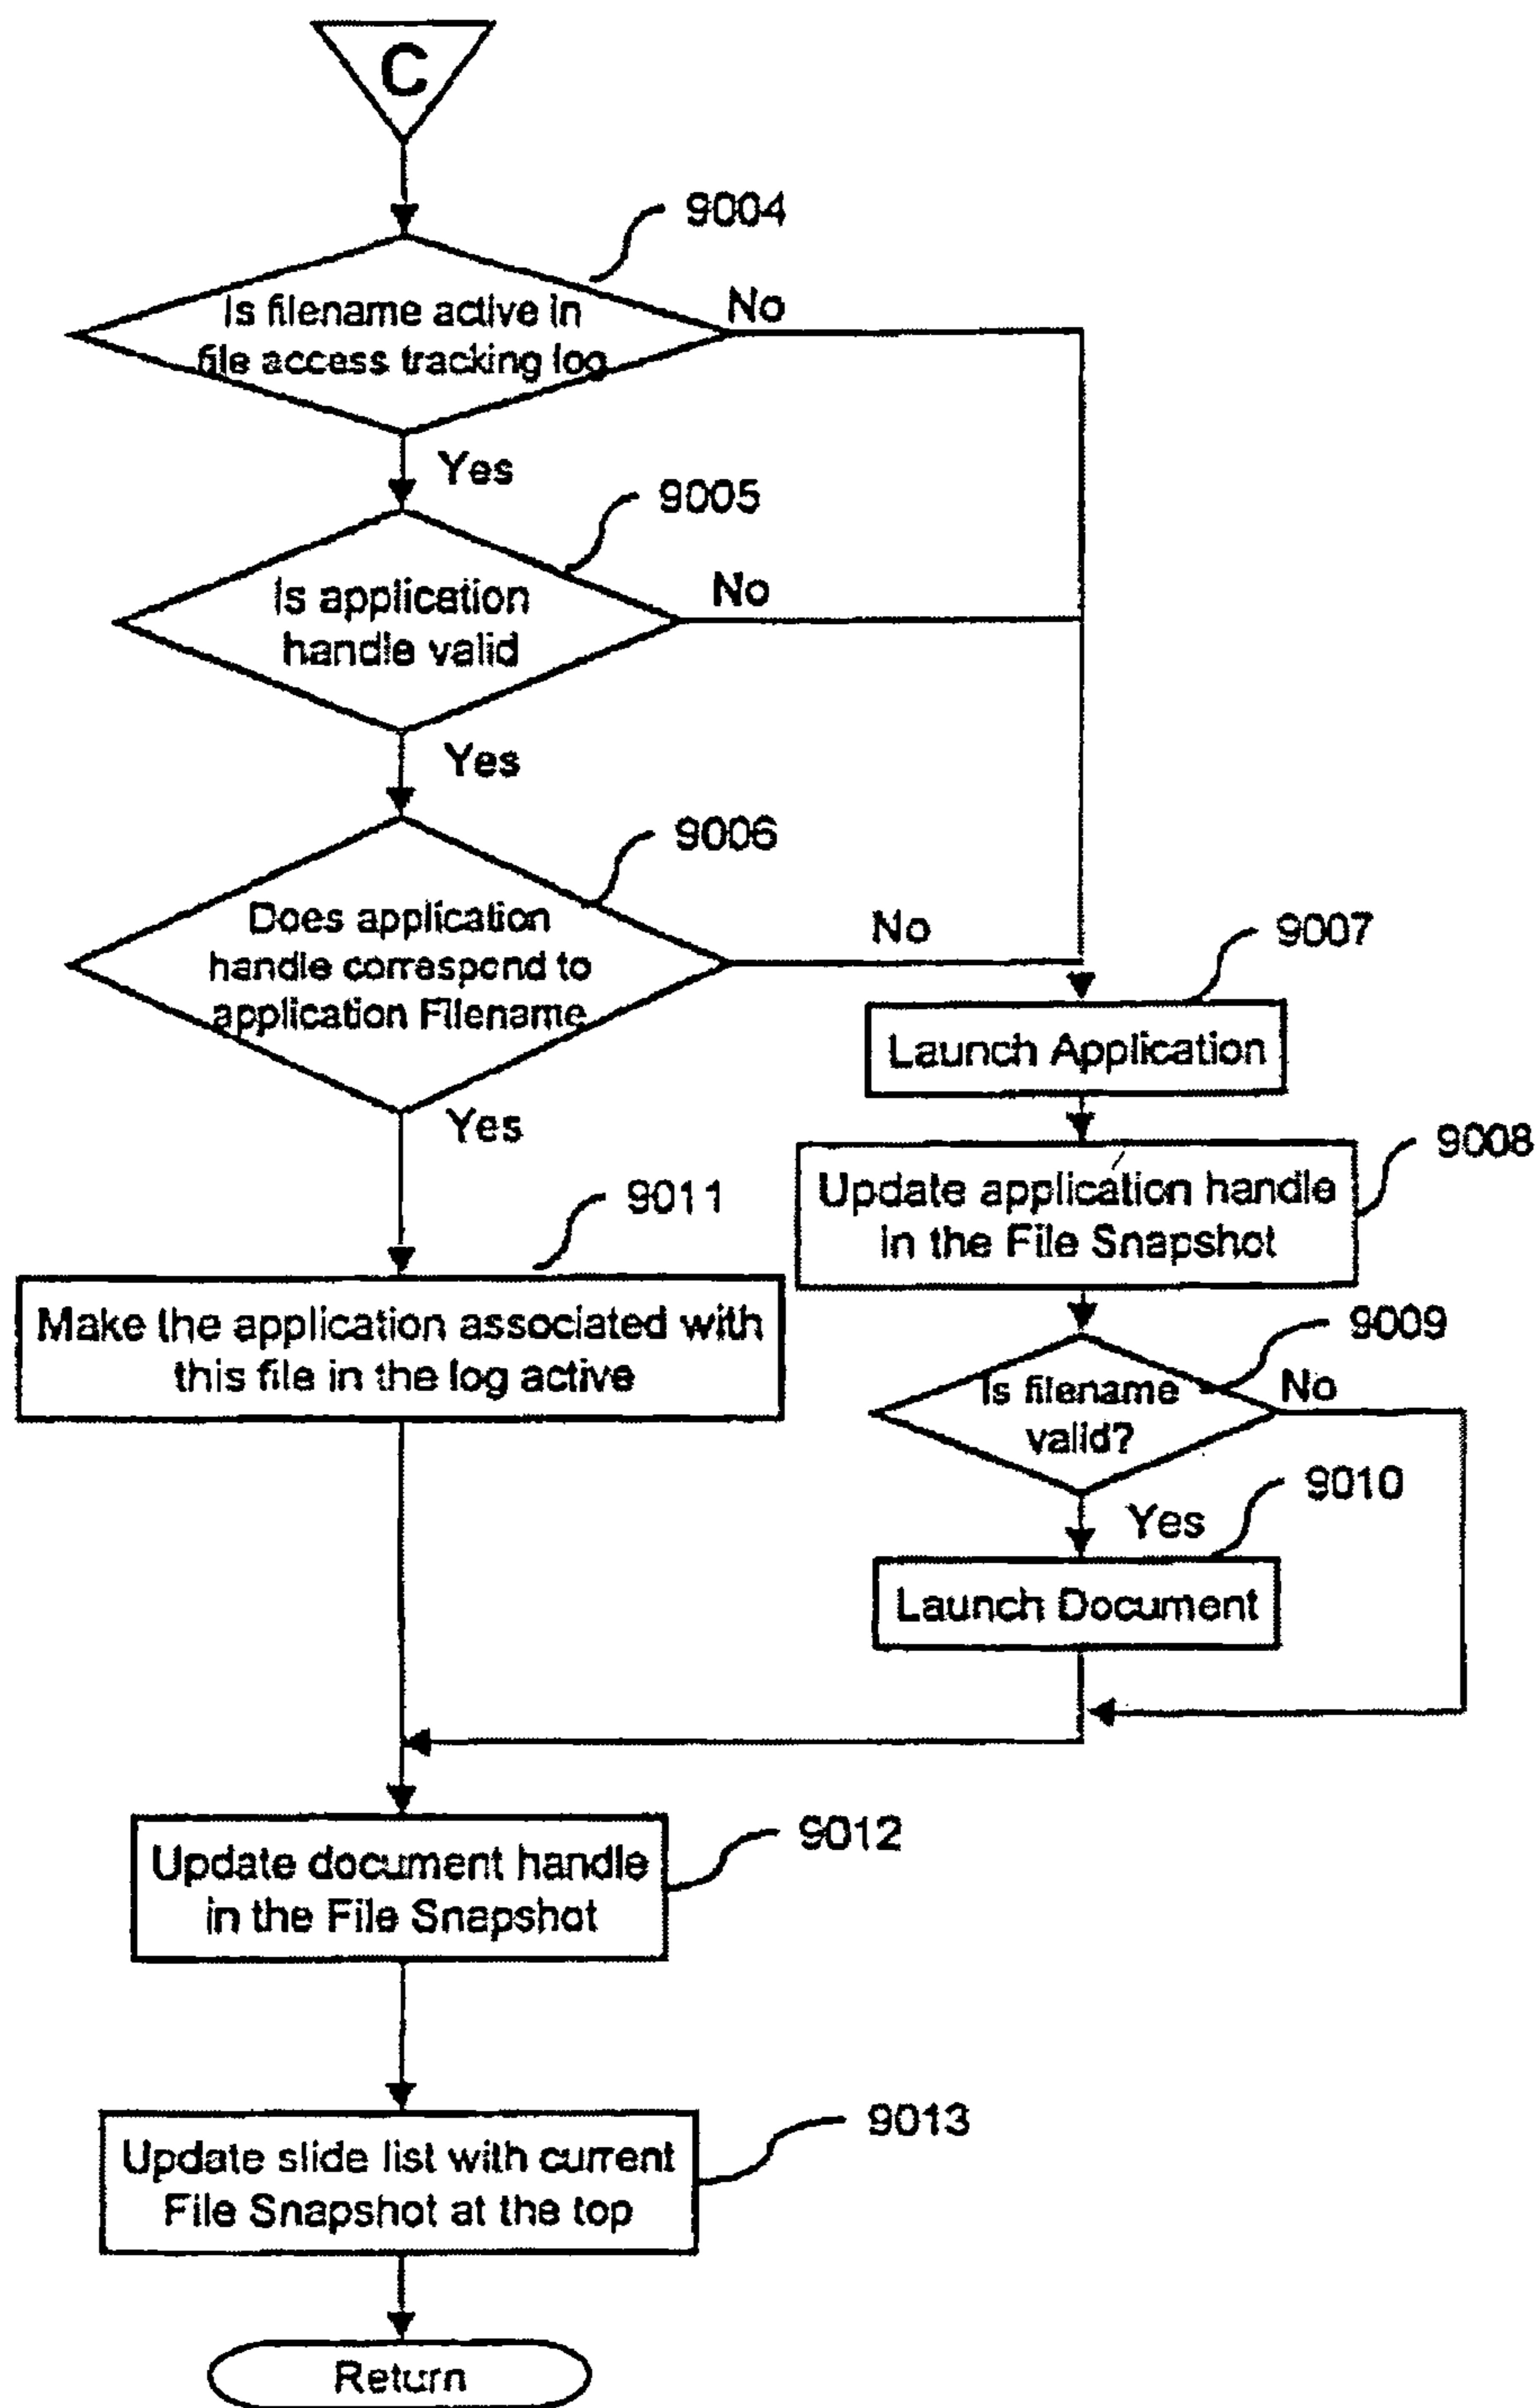 C
9004
Is filename active in
file access tracking log
No
Yes
9005
Is application
handle valid
No
Yes
9006
Does application
handle correspond to
application Filename
No
Yes
9007
Launch Application
9008
Update application handle
in the File Snapshot
9011
Make the application associated with
this file in the log active
9009
Is filename
valid?
No
Yes
9010
Launch Document
9012
Update document handle
in the File Snapshot
9013
Update slide list with current
File Snapshot at the top
Return